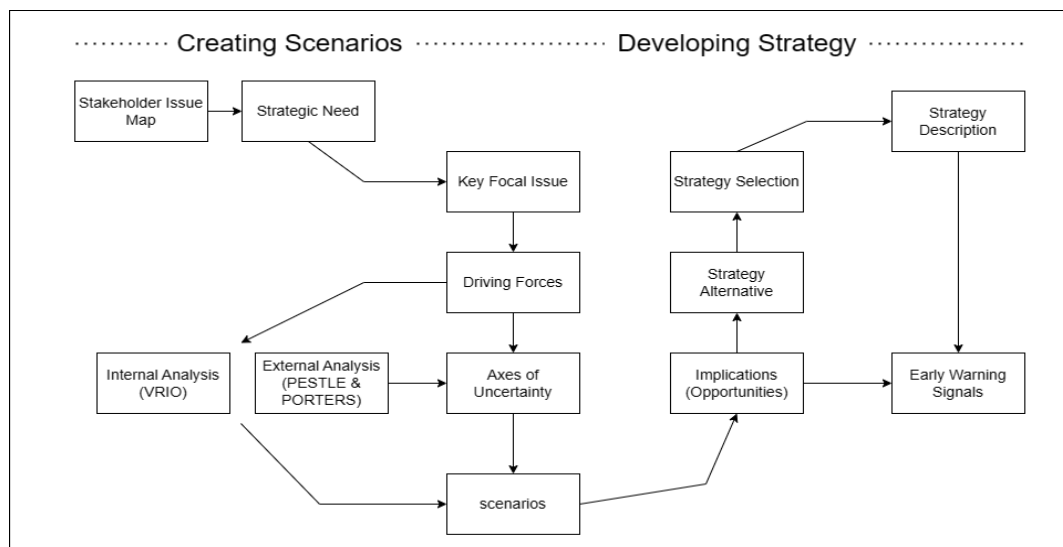 Creating Scenarios
Developing Strategy
Stakeholder Issue
Map
Strategic Need
Key Focal Issue
Driving Forces
Internal Analysis
(VRIO)
External Analysis
(PESTLE &
PORTERS)
Axes of
Uncertainty
scenarios
Strategy
Description
Strategy Selection
Strategy
Alternative
Implications
(Opportunities)
Early Warning
Signals